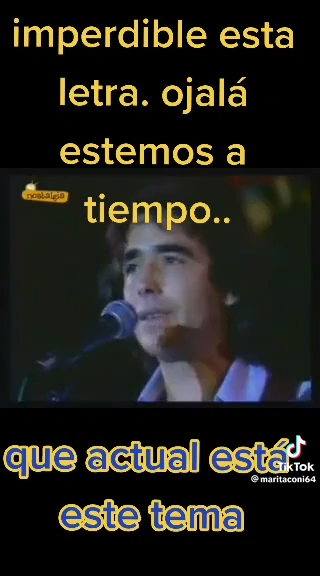 imperdible esta
letra. ojalá
estemos a
nostalgia
tiempo..
que actual está
TikTok
@maritaconi64
este tema